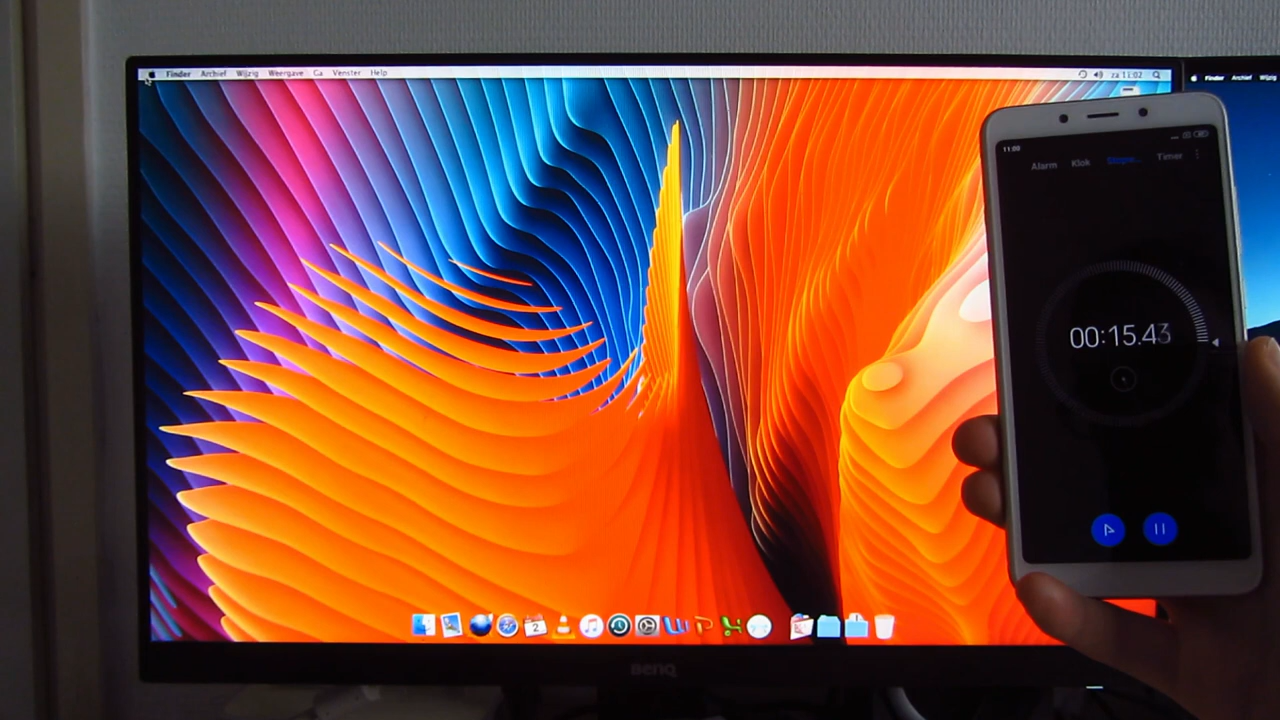 Finder Archief Wijzig Weergave Ga Venster Help
za 11:02
Finder Archief Wijzig
11:00
Alarm Klok Timer
00:15.43
2
BenQ